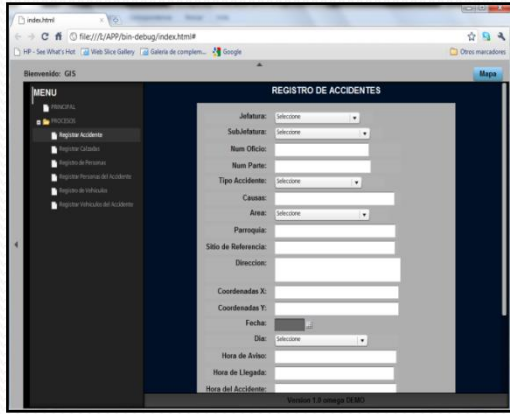 index.html
file:///L:/APP/bin-debug/index.html#
HP - See What's Hot
Web Slice Gallery
Galería de complem...
Google
Otros marcadores
Bienvenido: GIS
Mapa
MENU
PRINCIPAL
PROCESOS
Registrar Accidente
Registrar Calzadas
Registro de Personas
Registrar Personas del Accidente
Registro de Vehiculos
Registrar Vehiculos del Accidente
REGISTRO DE ACCIDENTES
Jefatura: Seleccione
SubJefatura: Seleccione
Num Oficio:
Num Parte:
Tipo Accidente: Seleccione
Causas:
Area: Seleccione
Parroquia:
Sitio de Referencia:
Direccion:
Coordenadas X:
Coordenadas Y:
Fecha:
Dia: Seleccione
Hora de Aviso:
Hora de Llegada:
Hora del Accidente:
Version 1.0 omega DEMO